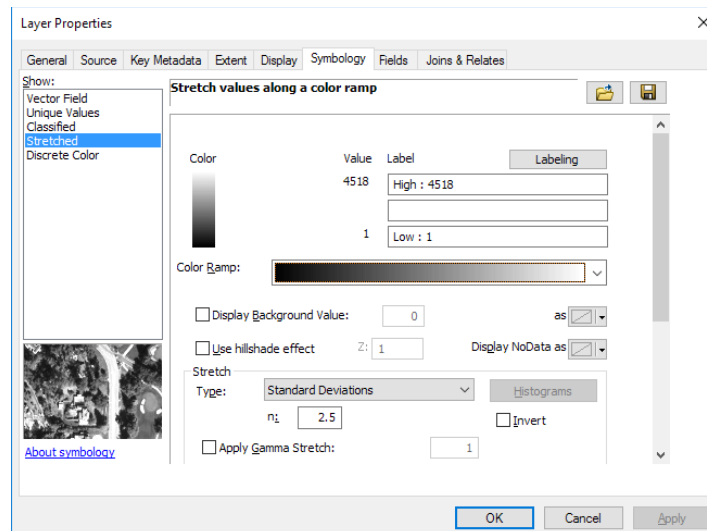 Layer Properties
General Source Key Metadata Extent Display Symbology Fields Joins & Relates
Show:
Vector Field
Unique Values
Classified
Stretched
Discrete Color
About symbology
Stretch values along a color ramp
Color Value Label Labeling
4518 High : 4518
1 Low : 1
Color Ramp:
Display Background Value: 0 as
Use hillshade effect Z: 1 Display NoData as
Stretch
Type: Standard Deviations Histograms
n: 2.5 Invert
Apply Gamma Stretch: 1
OK Cancel Apply